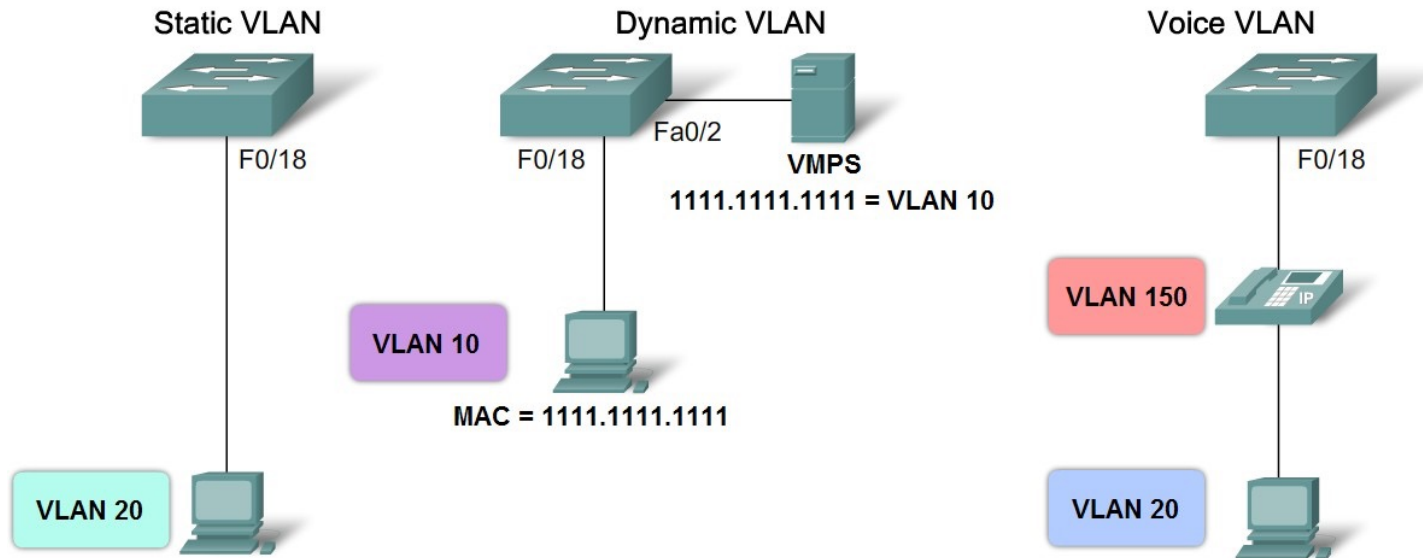 Static VLAN
F0/18
VLAN 20
Dynamic VLAN
Fa0/2
F0/18
VMPS
1111.1111.1111 = VLAN 10
VLAN 10
MAC = 1111.1111.1111
Voice VLAN
F0/18
VLAN 150
IP
VLAN 20